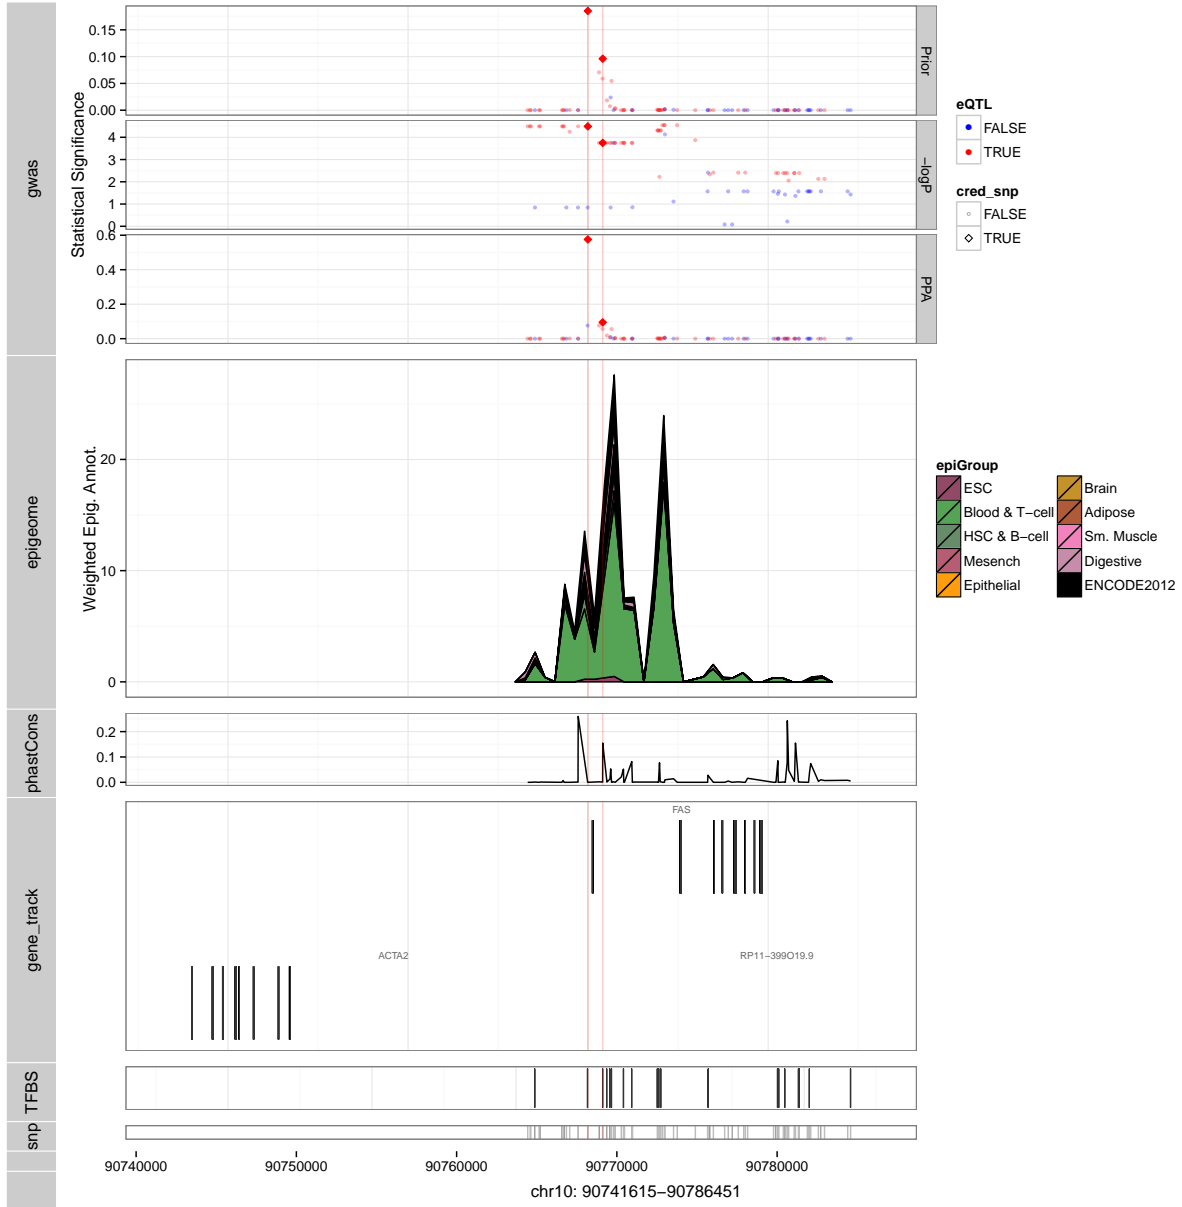 gwas
Statistical Significance
0.15
0.10
0.05
0.00
Prior
4
3
2
1
0
−logP
0.6
0.4
0.2
0.0
PPA
eQTL
FALSE
TRUE
cred_snp
FALSE
TRUE
epigeome
Weighted Epig. Annot.
20
10
0
epiGroup
ESC
Blood & T−cell
HSC & B−cell
Mesench
Epithelial
Brain
Adipose
Sm. Muscle
Digestive
ENCODE2012
phastCons
0.2
0.1
0.0
gene_track
FAS
ACTA2
RP11−399O19.9
TFBS
snp
90740000 90750000 90760000 90770000 90780000
chr10: 90741615−90786451